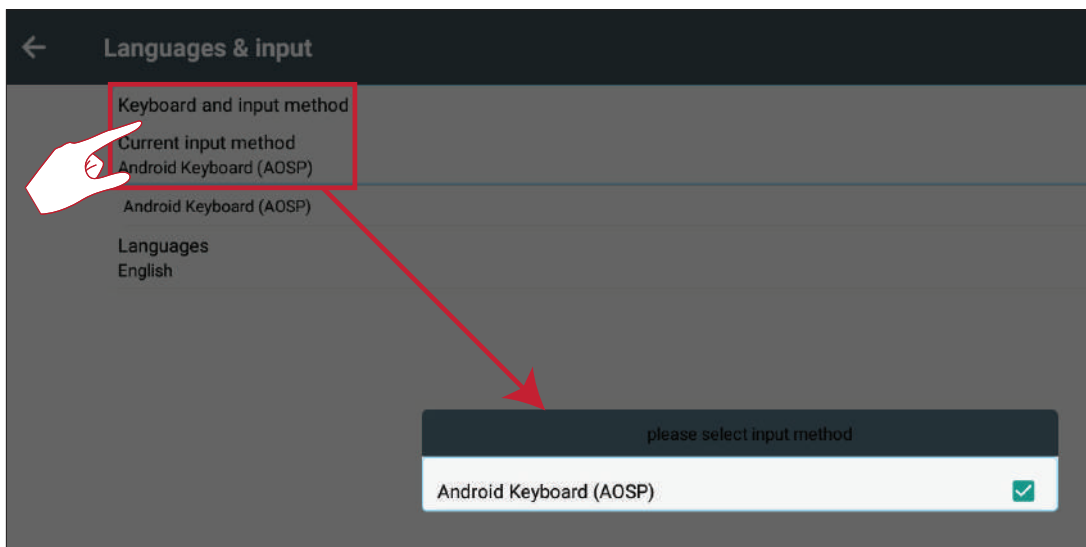 Languages & input
Keyboard and input method
Current input method
Android Keyboard (AOSP)
Android Keyboard (AOSP)
Languages
English
please select input method
Android Keyboard (AOSP)